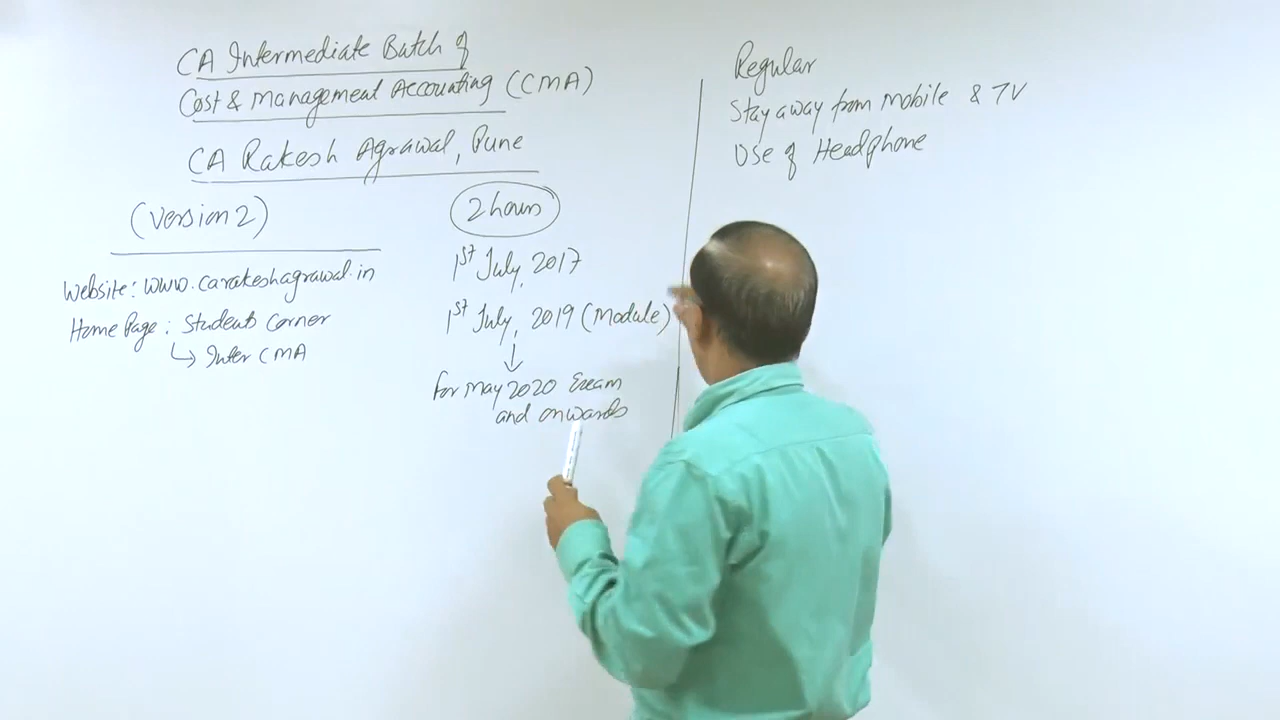 CA Intermediate Batch of
Cost & Management Accounting (CMA)
CA Rakesh Agrawal, Pune
(Version 2)
Website: www.carakeshagrawal.in
Home Page: Students Corner
↳ Inter CMA
2 hours
1st July, 2017
1st July, 2019 (Module)
↓
For May 2020 Exam
and onwards
Regular
Stay away from Mobile & TV
Use of Headphone